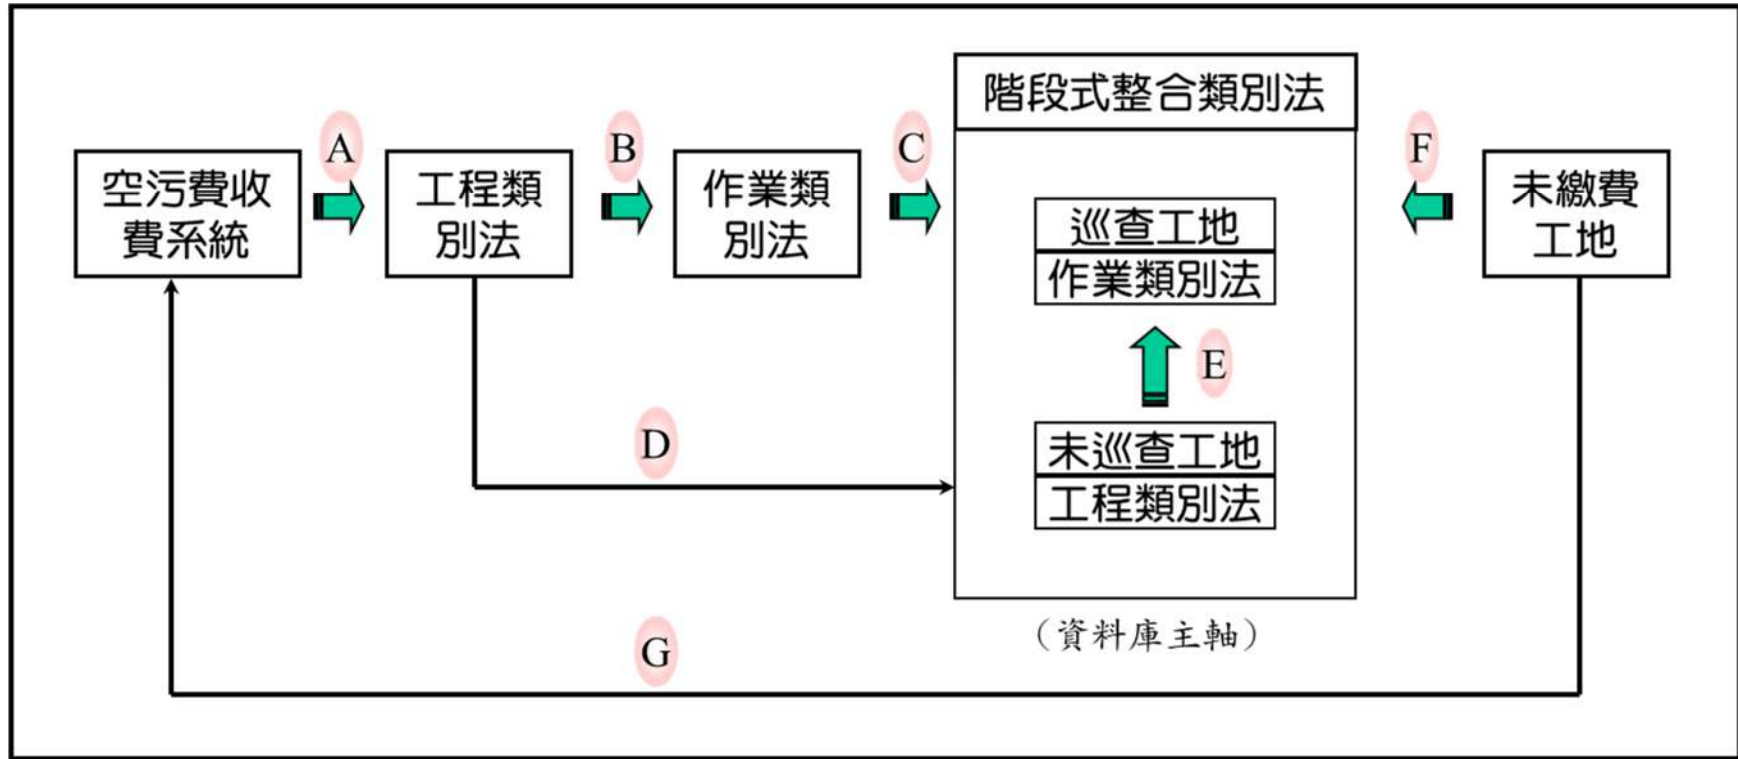 階段式整合類別法
A
B
C
F
空污費收
費系統
工程類
別法
作業類
別法
巡查工地
作業類別法
未繳費
工地
E
D
未巡查工地
工程類別法
（資料庫主軸）
G